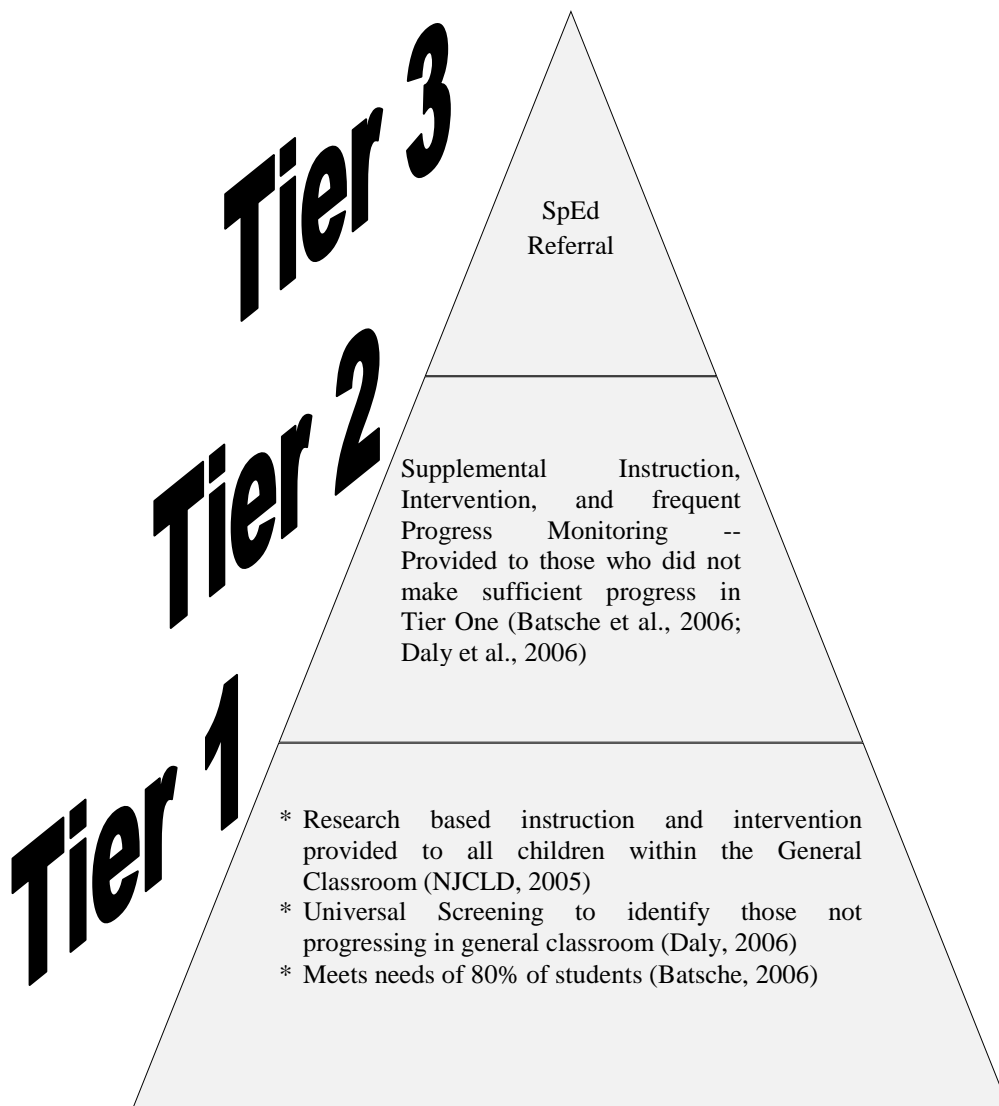 Tier 3
SpEd
Referral
Tier 2
Supplemental Instruction,
Intervention, and frequent
Progress Monitoring --
Provided to those who did not
make sufficient progress in
Tier One (Batsche et al., 2006;
Daly et al., 2006)
Tier 1
* Research based instruction and intervention
provided to all children within the General
Classroom (NJCLD, 2005)
* Universal Screening to identify those not
progressing in general classroom (Daly, 2006)
* Meets needs of 80% of students (Batsche, 2006)